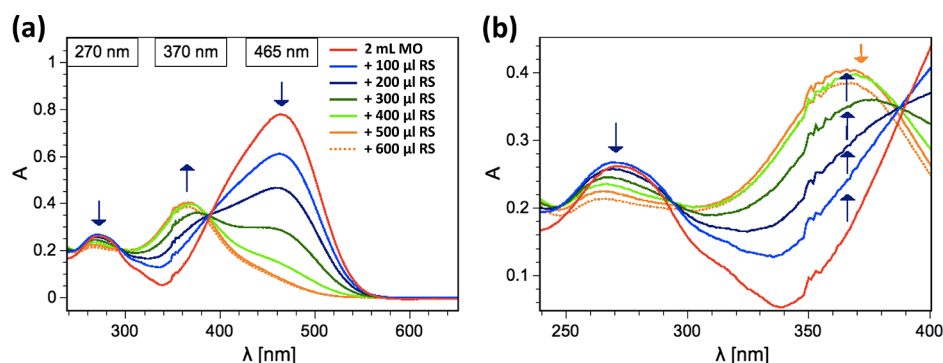 (a)
270 nm 370 nm 465 nm
2 mL MO
+ 100 µl RS
+ 200 µl RS
+ 300 µl RS
+ 400 µl RS
+ 500 µl RS
+ 600 µl RS
1
0.8
0.6
0.4
0.2
0
A
300 400 500 600
λ [nm]
(b)
0.4
0.3
0.2
0.1
A
250 300 350 400
λ [nm]